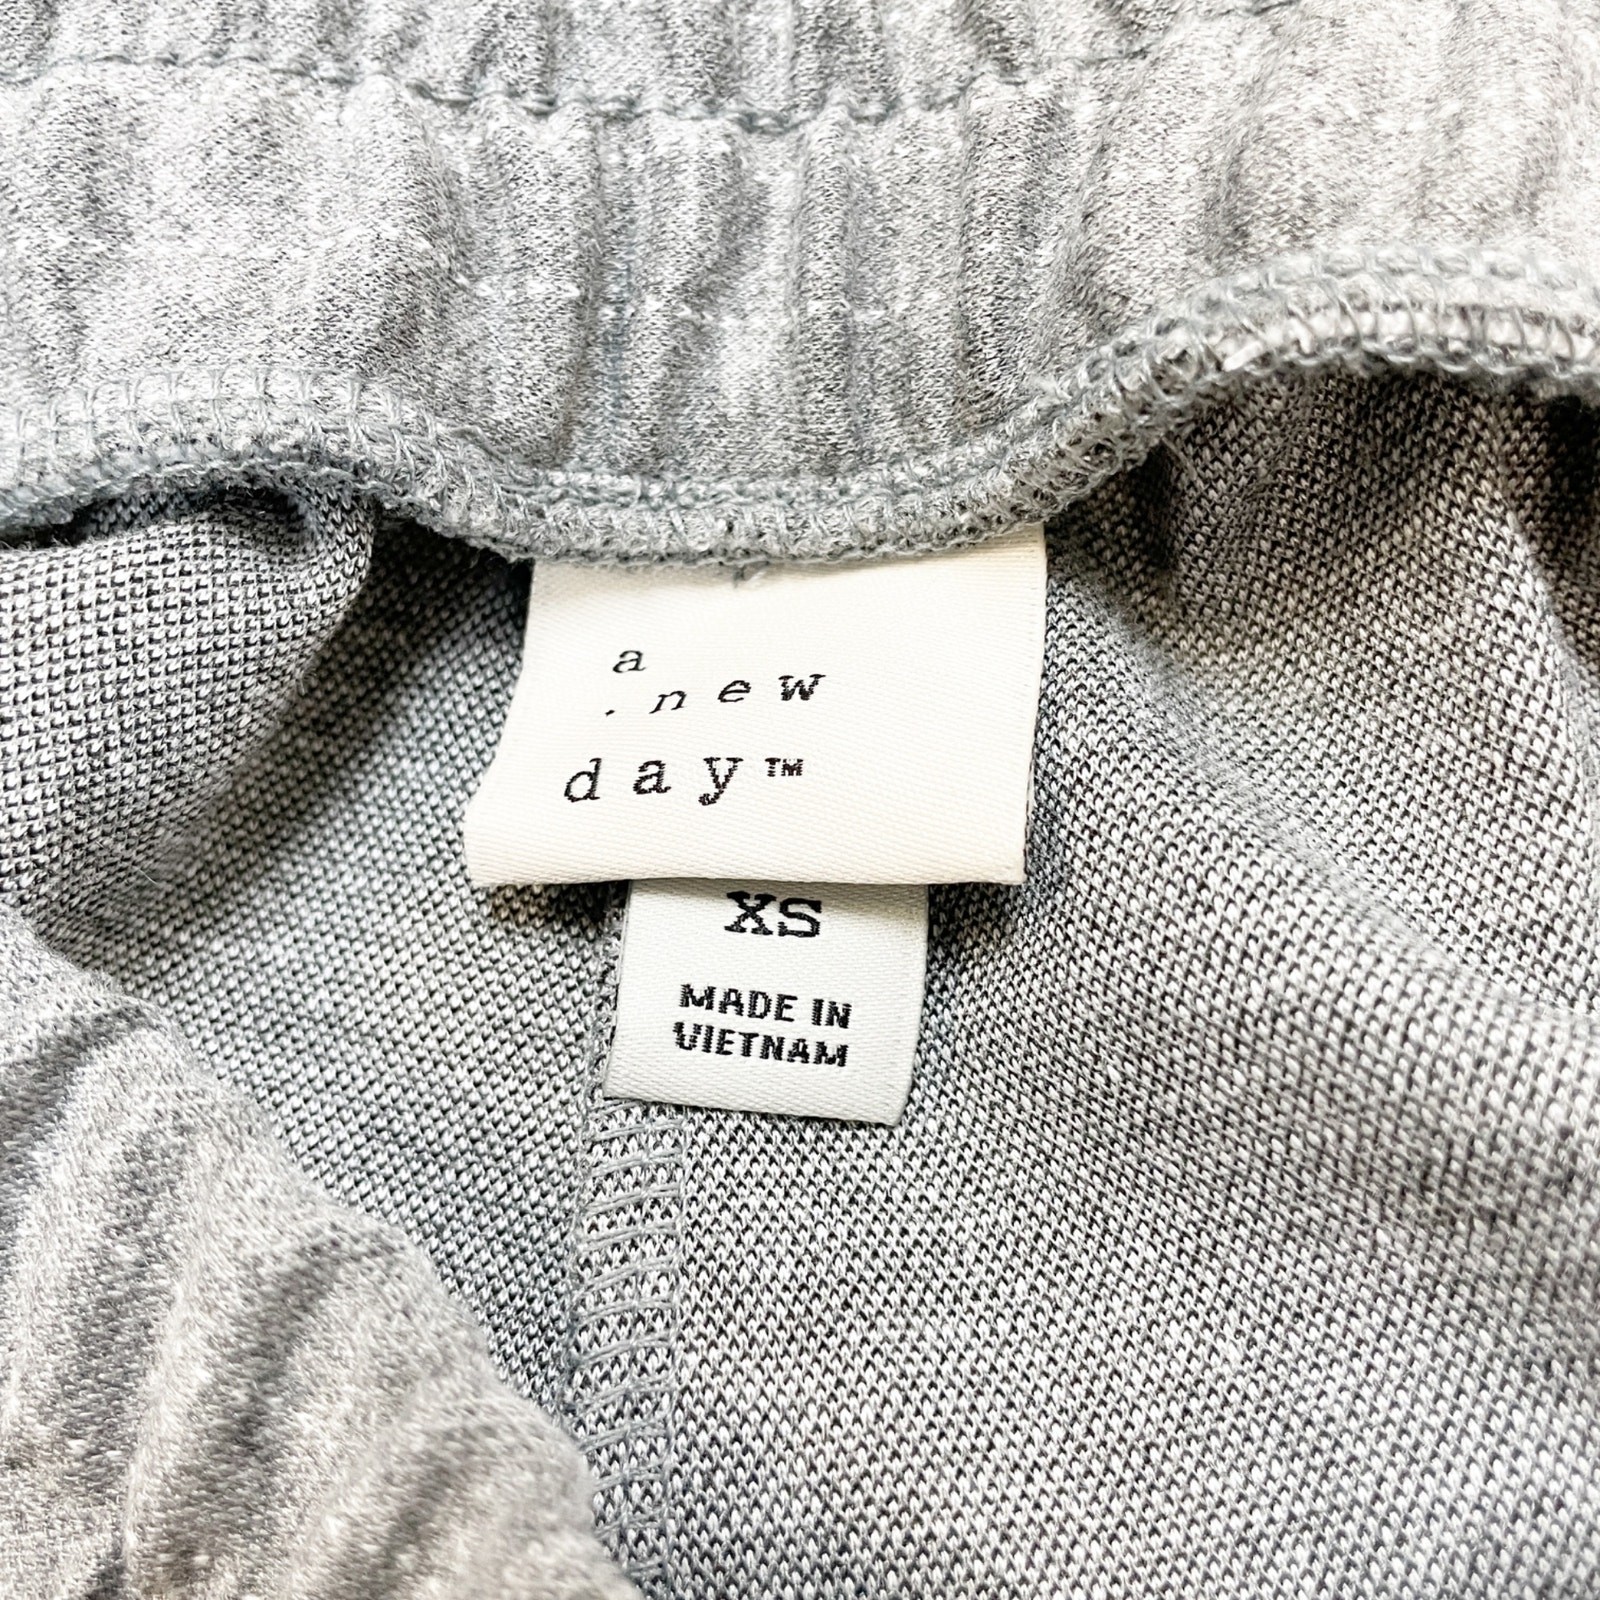 a
. new
day™
XS
MADE IN
VIETNAM